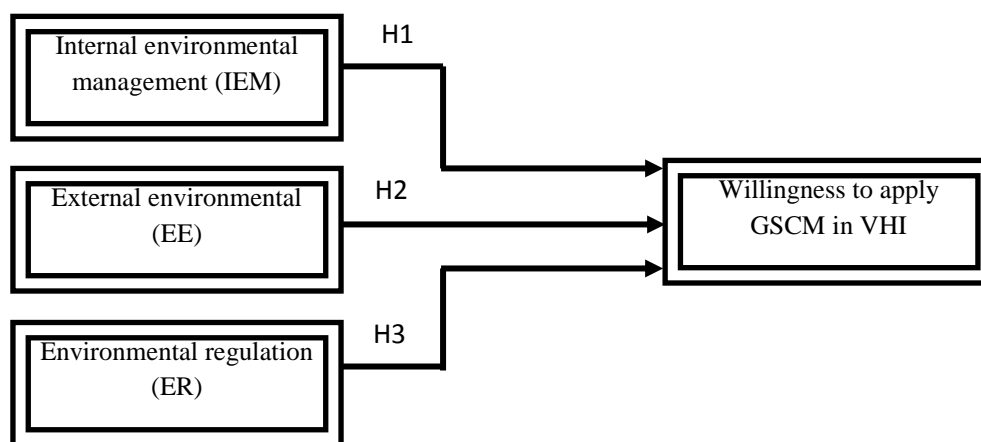 Internal environmental
management (IEM)
H1
External environmental
(EE)
H2
Environmental regulation
(ER)
H3
Willingness to apply
GSCM in VHI